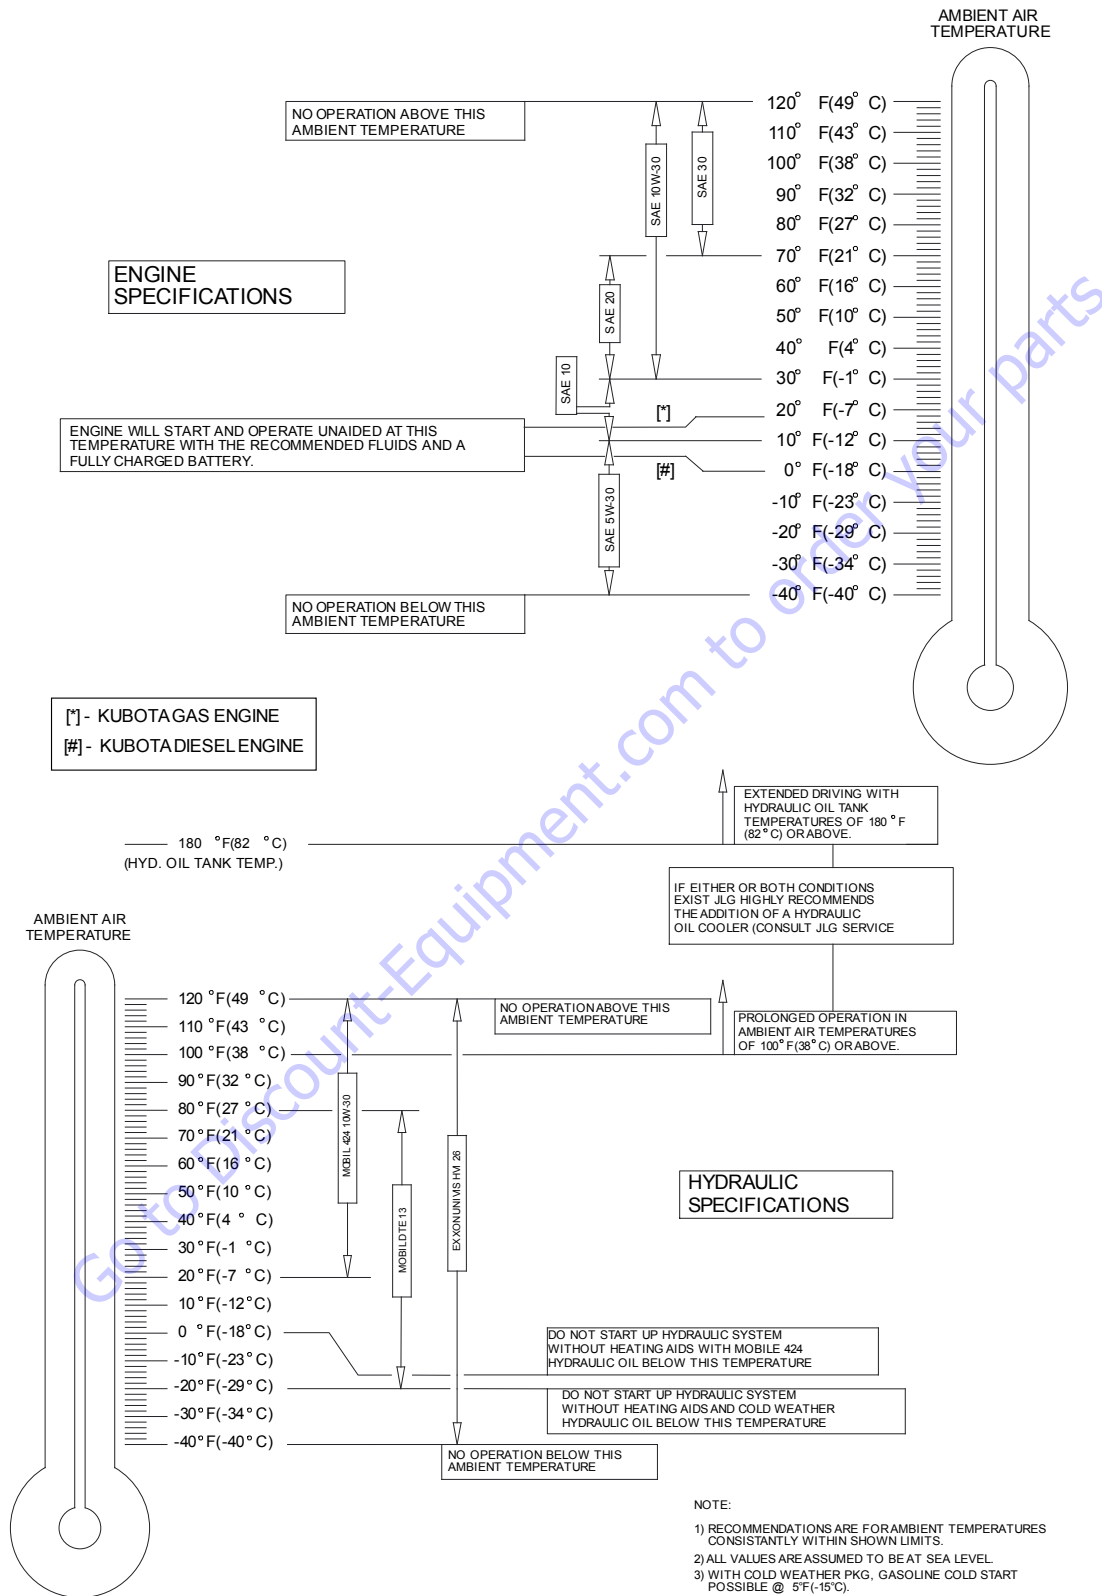 AMBIENT AIR
TEMPERATURE
NO OPERATION ABOVE THIS
AMBIENT TEMPERATURE
120° F(49° C)
110° F(43° C)
100° F(38° C)
90° F(32° C)
80° F(27° C)
70° F(21° C)
60° F(16° C)
50° F(10° C)
40° F(4° C)
30° F(-1° C)
20° F(-7° C)
10° F(-12° C)
0° F(-18° C)
-10° F(-23° C)
-20° F(-29° C)
-30° F(-34° C)
-40° F(-40° C)
SAE 10W-30
SAE 30
SAE 20
SAE 10
SAE 5W-30
ENGINE
SPECIFICATIONS
[*]
[#]
ENGINE WILL START AND OPERATE UNAIDED AT THIS
TEMPERATURE WITH THE RECOMMENDED FLUIDS AND A
FULLY CHARGED BATTERY.
NO OPERATION BELOW THIS
AMBIENT TEMPERATURE
[*] - KUBOTA GAS ENGINE
[#] - KUBOTA DIESEL ENGINE
EXTENDED DRIVING WITH
HYDRAULIC OIL TANK
TEMPERATURES OF 180 °F
(82°C) OR ABOVE.
180 °F(82 °C)
(HYD. OIL TANK TEMP.)
IF EITHER OR BOTH CONDITIONS
EXIST JLG HIGHLY RECOMMENDS
THE ADDITION OF A HYDRAULIC
OIL COOLER (CONSULT JLG SERVICE
AMBIENT AIR
TEMPERATURE
120 °F(49 °C)
110 °F(43 °C)
100 °F(38 °C)
90°F(32 °C)
80°F(27 °C)
70°F(21 °C)
60°F(16 °C)
50°F(10 °C)
40°F(4 ° C)
30°F(-1 °C)
20°F(-7 °C)
10°F(-12°C)
0 °F(-18°C)
-10°F(-23°C)
-20°F(-29°C)
-30°F(-34°C)
-40°F(-40°C)
NO OPERATION ABOVE THIS
AMBIENT TEMPERATURE
PROLONGED OPERATION IN
AMBIENT AIR TEMPERATURES
OF 100°F(38°C) OR ABOVE.
MOBIL 424 10W-30
MOBIL DTE 13
EXXON UNIVIS HVI 26
HYDRAULIC
SPECIFICATIONS
DO NOT START UP HYDRAULIC SYSTEM
WITHOUT HEATING AIDS WITH MOBILE 424
HYDRAULIC OIL BELOW THIS TEMPERATURE
DO NOT START UP HYDRAULIC SYSTEM
WITHOUT HEATING AIDS AND COLD WEATHER
HYDRAULIC OIL BELOW THIS TEMPERATURE
NO OPERATION BELOW THIS
AMBIENT TEMPERATURE
NOTE:
1) RECOMMENDATIONS ARE FOR AMBIENT TEMPERATURES
CONSISTANTLY WITHIN SHOWN LIMITS.
2) ALL VALUES ARE ASSUMED TO BE AT SEA LEVEL.
3) WITH COLD WEATHER PKG, GASOLINE COLD START
POSSIBLE @ 5°F(-15°C).
Go to Discount-Equipment.com to order your parts